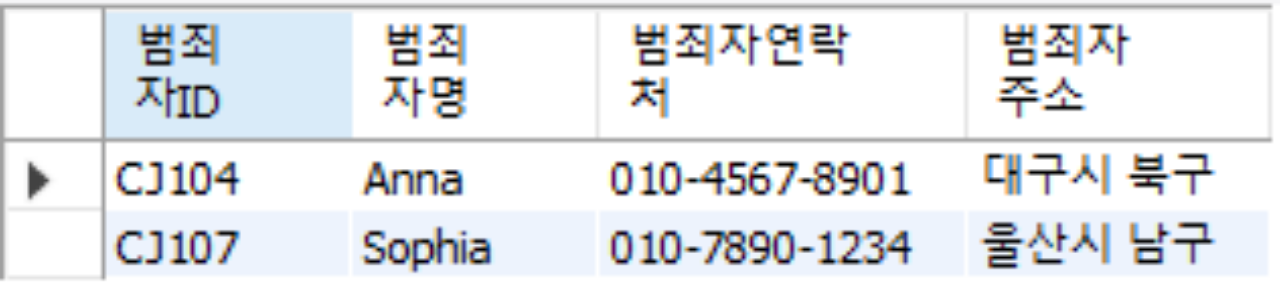 범죄
자ID
범죄
자명
범죄자연락
처
범죄자
주소
CJ104 Anna 010-4567-8901 대구시 북구
CJ107 Sophia 010-7890-1234 울산시 남구